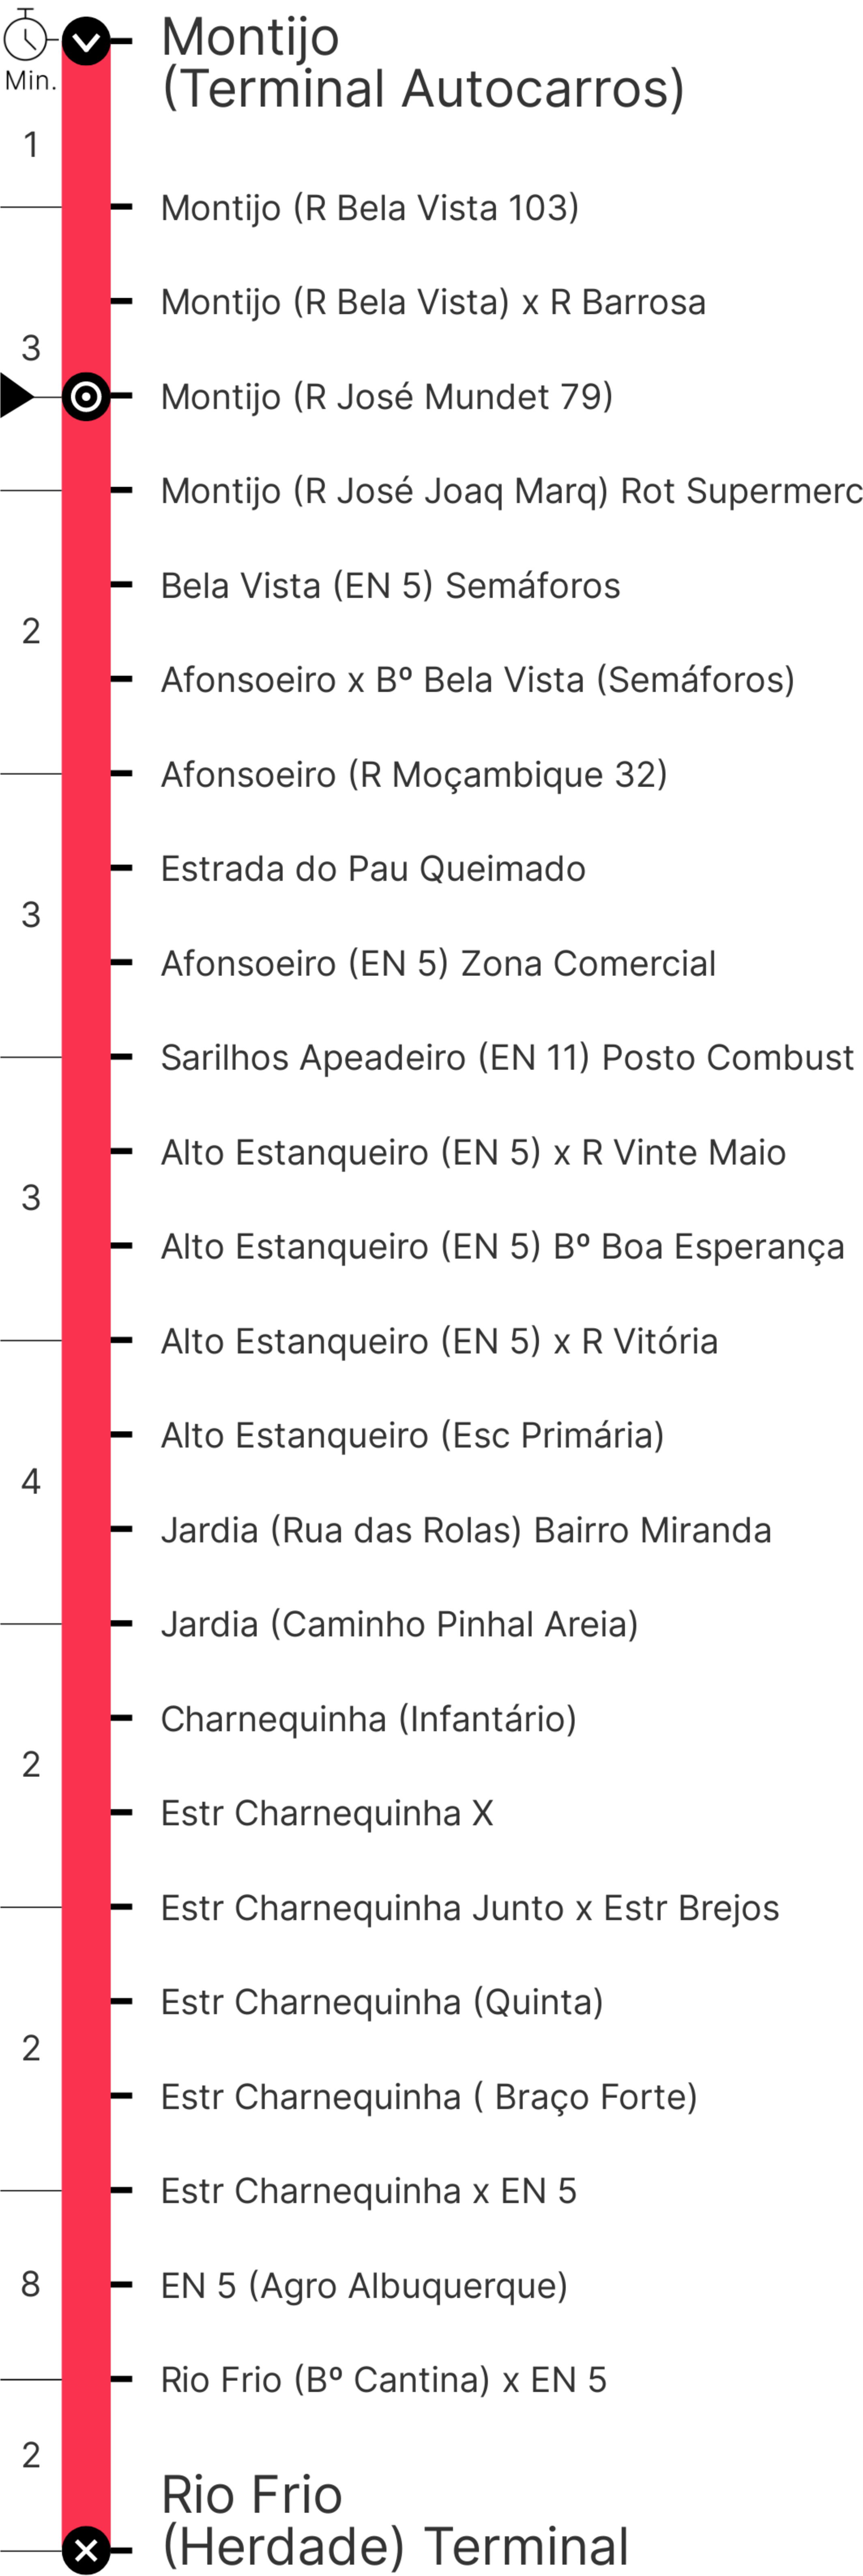 Montijo
(Terminal Autocarros)
Min.
1
Montijo (R Bela Vista 103)
Montijo (R Bela Vista) x R Barrosa
3
Montijo (R José Mundet 79)
Montijo (R José Joaq Marq) Rot Supermerc
Bela Vista (EN 5) Semáforos
2
Afonsoeiro x Bº Bela Vista (Semáforos)
Afonsoeiro (R Moçambique 32)
Estrada do Pau Queimado
3
Afonsoeiro (EN 5) Zona Comercial
Sarilhos Apeadeiro (EN 11) Posto Combust
Alto Estanqueiro (EN 5) x R Vinte Maio
3
Alto Estanqueiro (EN 5) Bº Boa Esperança
Alto Estanqueiro (EN 5) x R Vitória
Alto Estanqueiro (Esc Primária)
4
Jardia (Rua das Rolas) Bairro Miranda
Jardia (Caminho Pinhal Areia)
Charnequinha (Infantário)
2
Estr Charnequinha X
Estr Charnequinha Junto x Estr Brejos
Estr Charnequinha (Quinta)
2
Estr Charnequinha ( Braço Forte)
Estr Charnequinha x EN 5
8
EN 5 (Agro Albuquerque)
Rio Frio (Bº Cantina) x EN 5
2
Rio Frio
(Herdade) Terminal